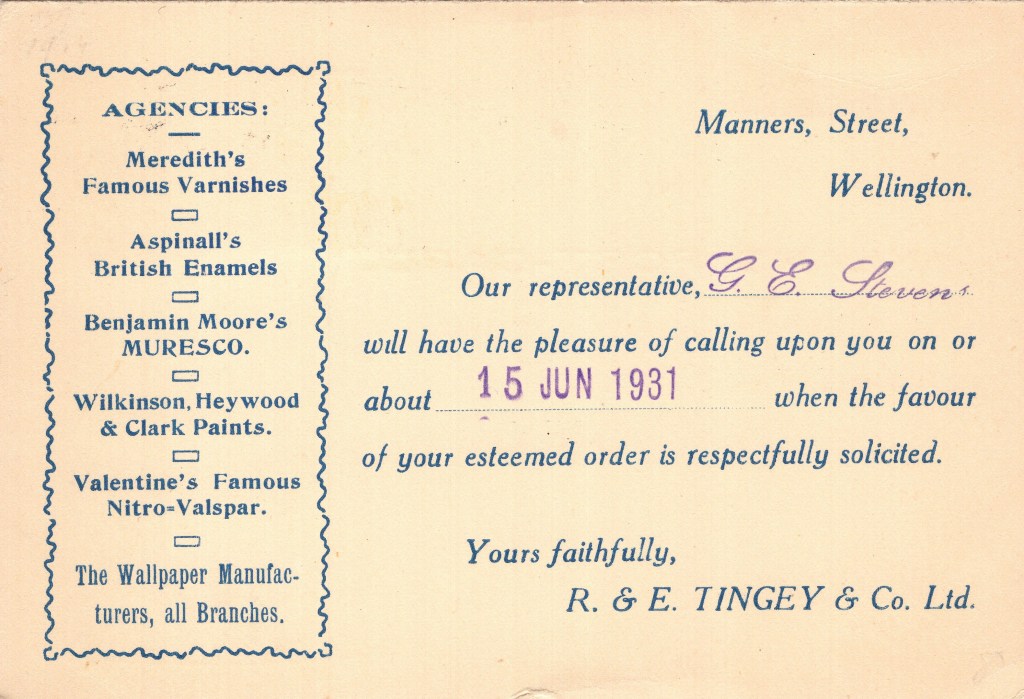 AGENCIES:
Meredith's
Famous Varnishes
Aspinall's
British Enamels
Benjamin Moore's
MURESCO.
Wilkinson, Heywood
& Clark Paints.
Valentine's Famous
Nitro=Valspar.
The Wallpaper Manufac-
turers, all Branches.
Manners, Street,
Wellington.
Our representative, G. E. Stevens
will have the pleasure of calling upon you on or
about 15 JUN 1931 when the favour
of your esteemed order is respectfully solicited.
Yours faithfully,
R. & E. TINGEY & Co. Ltd.